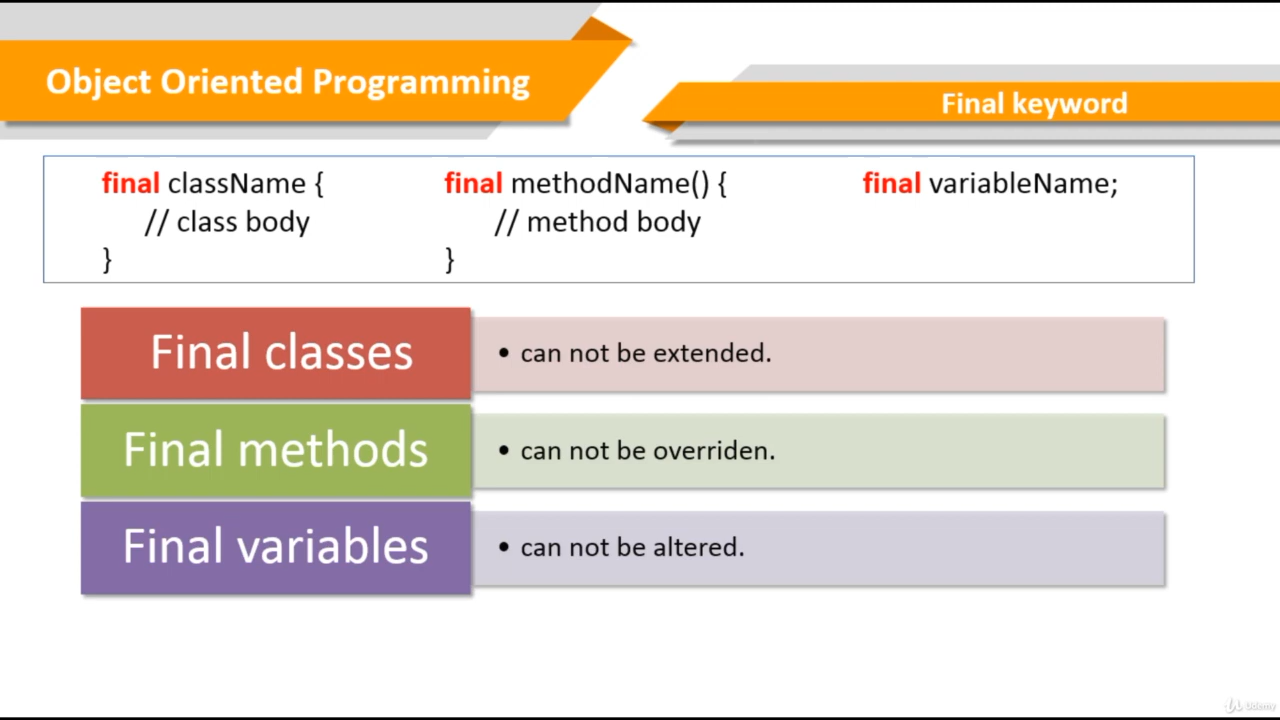 Object Oriented Programming
Final keyword
final className {
// class body
}
final methodName() {
// method body
}
final variableName;
Final classes
• can not be extended.
Final methods
• can not be overriden.
Final variables
• can not be altered.
Udemy